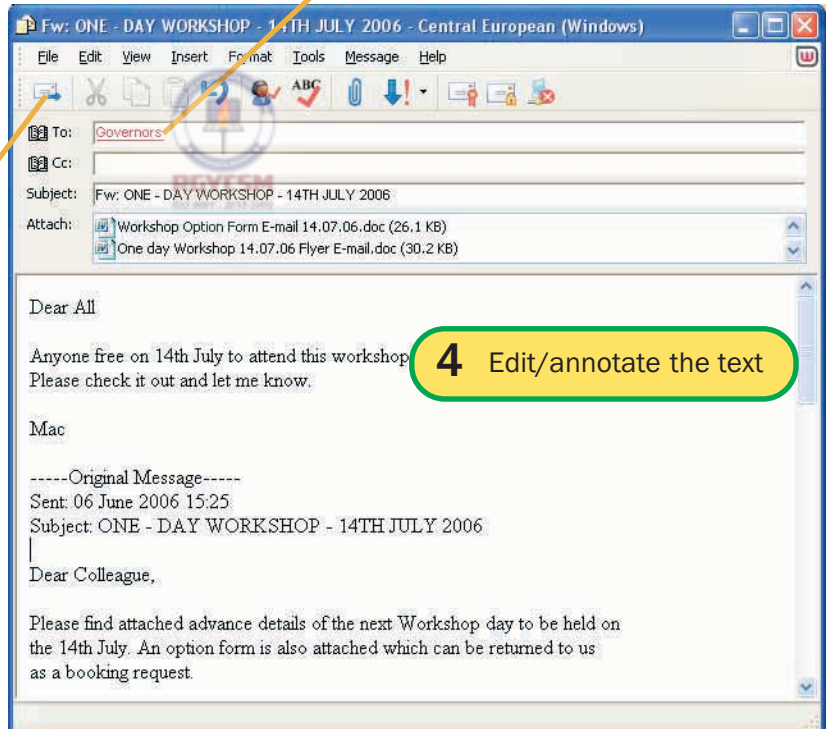 Fw: ONE - DAY WORKSHOP - 14TH JULY 2006 - Central European (Windows)
File Edit View Insert Format Tools Message Help
ABC
To: Governors
Cc:
RGYCSM
Subject: Fw: ONE - DAY WORKSHOP - 14TH JULY 2006
Attach: Workshop Option Form E-mail 14.07.06.doc (26.1 KB)
One day Workshop 14.07.06 Flyer E-mail.doc (30.2 KB)
Dear All
Anyone free on 14th July to attend this workshop
4 Edit/annotate the text
Please check it out and let me know.
Mac
-----Original Message-----
Sent: 06 June 2006 15:25
Subject: ONE - DAY WORKSHOP - 14TH JULY 2006
Dear Colleague,
Please find attached advance details of the next Workshop day to be held on
the 14th July. An option form is also attached which can be returned to us
as a booking request.